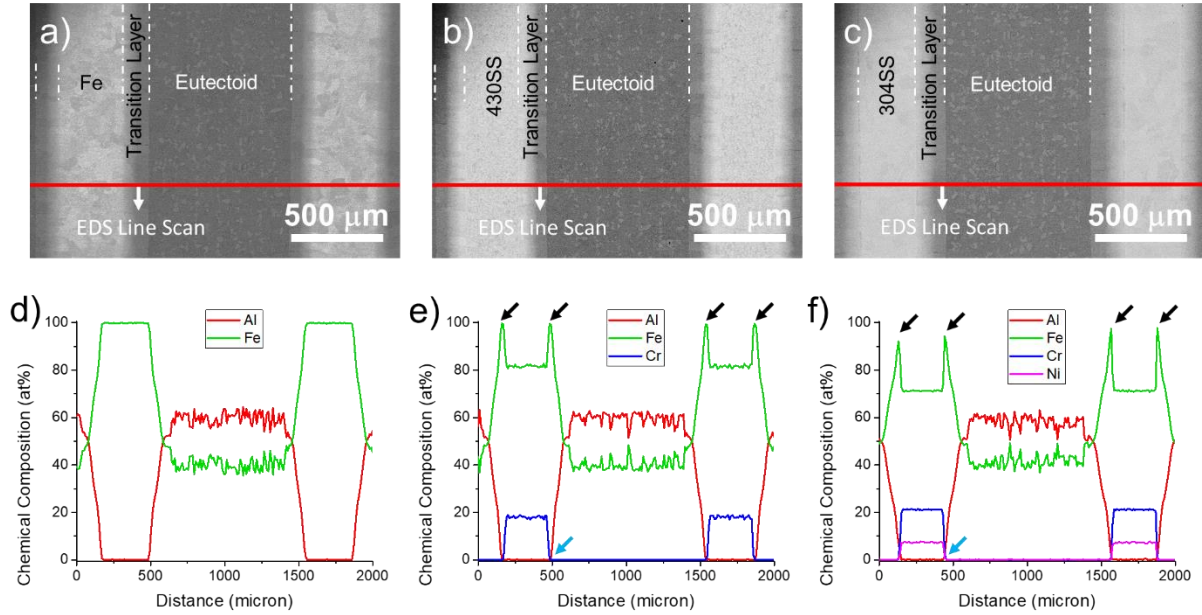 a)
Fe
Transition Layer
Eutectoid
EDS Line Scan
500 μm
b)
430SS
Transition Layer
Eutectoid
EDS Line Scan
500 μm
c)
304SS
Transition Layer
Eutectoid
EDS Line Scan
500 μm
d)
Al
Fe
Chemical Composition (at%)
100
80
60
40
20
0
0 500 1000 1500 2000
Distance (micron)
e)
Al
Fe
Cr
Chemical Composition (at%)
100
80
60
40
20
0
0 500 1000 1500 2000
Distance (micron)
f)
Al
Fe
Cr
Ni
Chemical Composition (at%)
100
80
60
40
20
0
0 500 1000 1500 2000
Distance (micron)